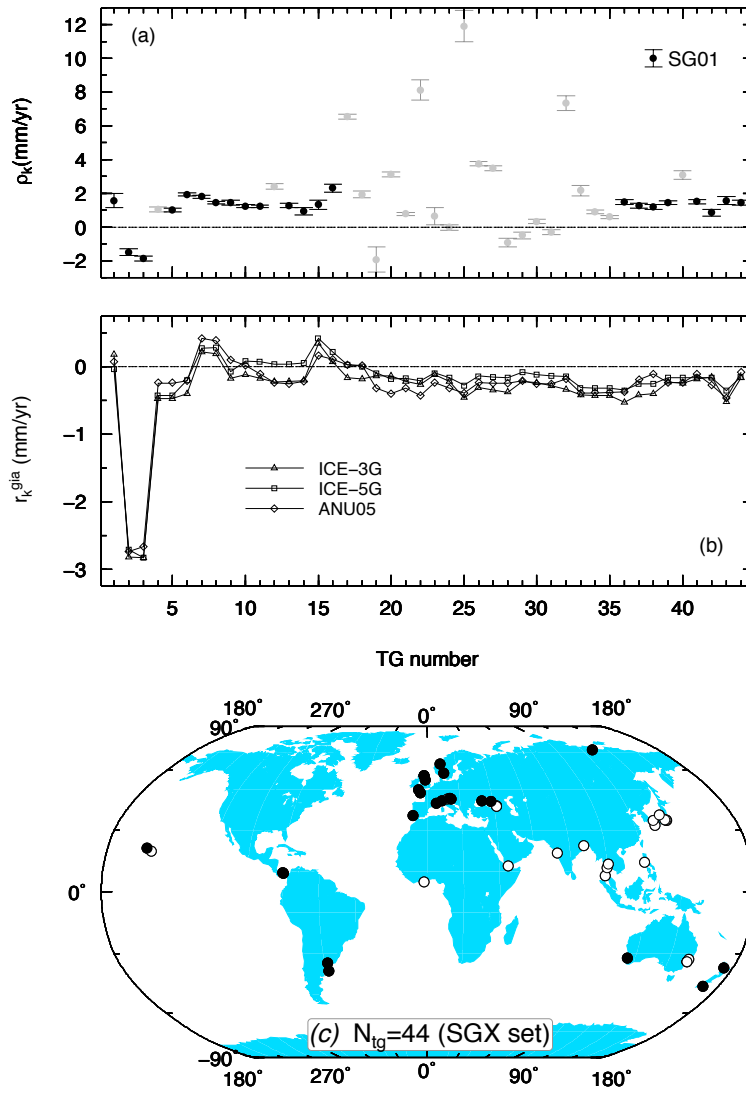 (a)
SG01
12
10
8
6
4
2
0
−2
ρk(mm/yr)
0
−1
−2
−3
rk^gia (mm/yr)
ICE−3G
ICE−5G
ANU05
(b)
5 10 15 20 25 30 35 40
TG number
180° 270° 0° 90° 180°
90°
0°
−90°
(c) Ntg=44 (SGX set)
180° 270° 0° 90° 180°